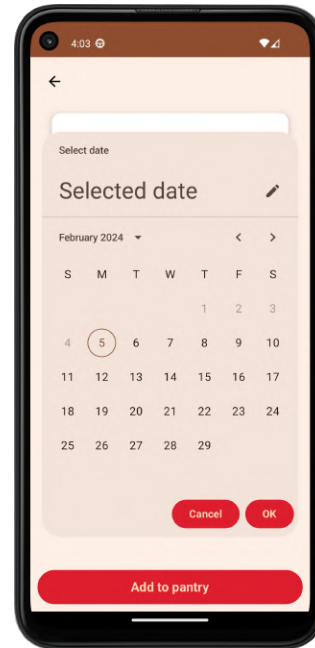 4:03
Select date
Selected date
February 2024
S M T W T F S
1 2 3
4 5 6 7 8 9 10
11 12 13 14 15 16 17
18 19 20 21 22 23 24
25 26 27 28 29
Cancel OK
Add to pantry